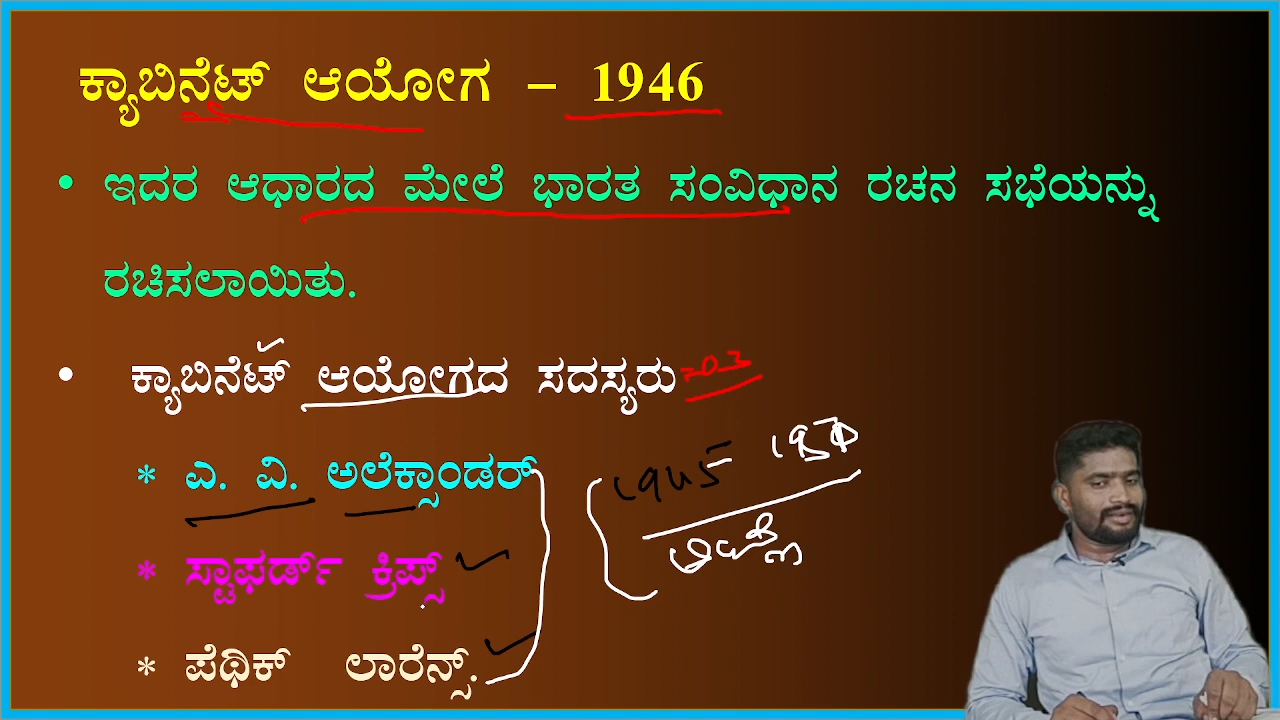 ಕ್ಯಾಬಿನೆಟ್ ಆಯೋಗ – 1946
• ಇದರ ಆಧಾರದ ಮೇಲೆ ಭಾರತ ಸಂವಿಧಾನ ರಚನ ಸಭೆಯನ್ನು
ರಚಿಸಲಾಯಿತು.
• ಕ್ಯಾಬಿನೆಟ್ ಆಯೋಗದ ಸದಸ್ಯರು =03
* ಎ. ವಿ. ಅಲೆಕ್ಸಾಂಡರ್
1945
* ಸ್ಟಾಫರ್ಡ್ ಕ್ರಿಪ್ಸ್
* ಪೆಥಿಕ್ ಲಾರೆನ್ಸ್.